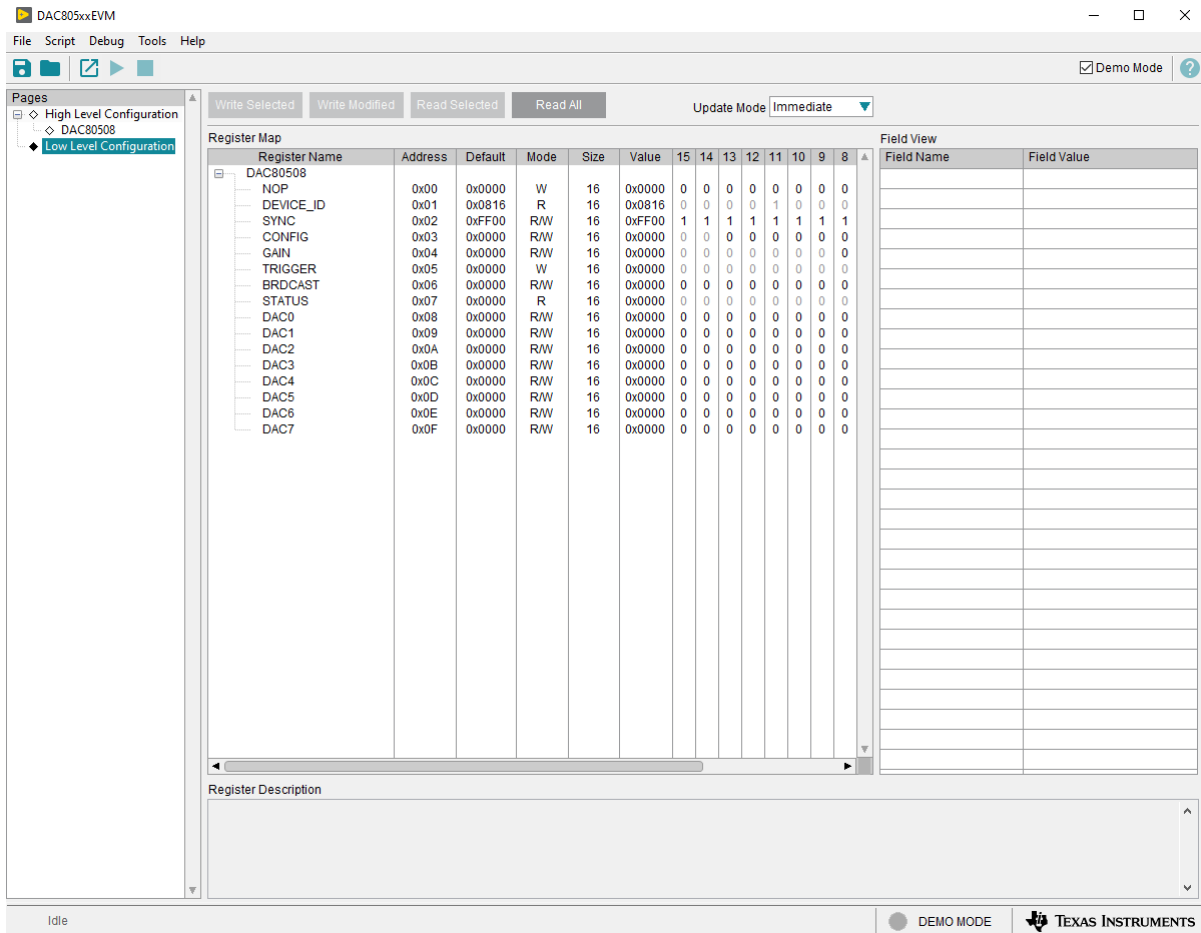 DAC805xxEVM
File Script Debug Tools Help
Demo Mode ?
Pages
High Level Configuration
DAC80508
Low Level Configuration
Write Selected Write Modified Read Selected Read All Update Mode Immediate
Register Map
Register Name Address Default Mode Size Value 15 14 13 12 11 10 9 8
DAC80508
NOP 0x00 0x0000 W 16 0x0000 0 0 0 0 0 0 0 0
DEVICE_ID 0x01 0x0816 R 16 0x0816 0 0 0 0 1 0 0 0
SYNC 0x02 0xFF00 R/W 16 0xFF00 1 1 1 1 1 1 1 1
CONFIG 0x03 0x0000 R/W 16 0x0000 0 0 0 0 0 0 0 0
GAIN 0x04 0x0000 R/W 16 0x0000 0 0 0 0 0 0 0 0
TRIGGER 0x05 0x0000 W 16 0x0000 0 0 0 0 0 0 0 0
BRDCAST 0x06 0x0000 R/W 16 0x0000 0 0 0 0 0 0 0 0
STATUS 0x07 0x0000 R 16 0x0000 0 0 0 0 0 0 0 0
DAC0 0x08 0x0000 R/W 16 0x0000 0 0 0 0 0 0 0 0
DAC1 0x09 0x0000 R/W 16 0x0000 0 0 0 0 0 0 0 0
DAC2 0x0A 0x0000 R/W 16 0x0000 0 0 0 0 0 0 0 0
DAC3 0x0B 0x0000 R/W 16 0x0000 0 0 0 0 0 0 0 0
DAC4 0x0C 0x0000 R/W 16 0x0000 0 0 0 0 0 0 0 0
DAC5 0x0D 0x0000 R/W 16 0x0000 0 0 0 0 0 0 0 0
DAC6 0x0E 0x0000 R/W 16 0x0000 0 0 0 0 0 0 0 0
DAC7 0x0F 0x0000 R/W 16 0x0000 0 0 0 0 0 0 0 0
Field View
Field Name Field Value
Register Description
Idle DEMO MODE TEXAS INSTRUMENTS